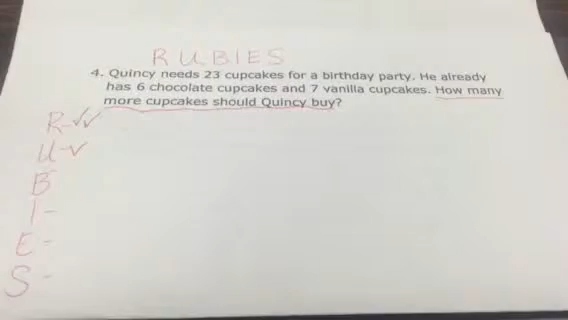 RUBIES
4. Quincy needs 23 cupcakes for a birthday party. He already
has 6 chocolate cupcakes and 7 vanilla cupcakes. How many
more cupcakes should Quincy buy?
R-✓✓
U-✓
B
I-
E-
S-